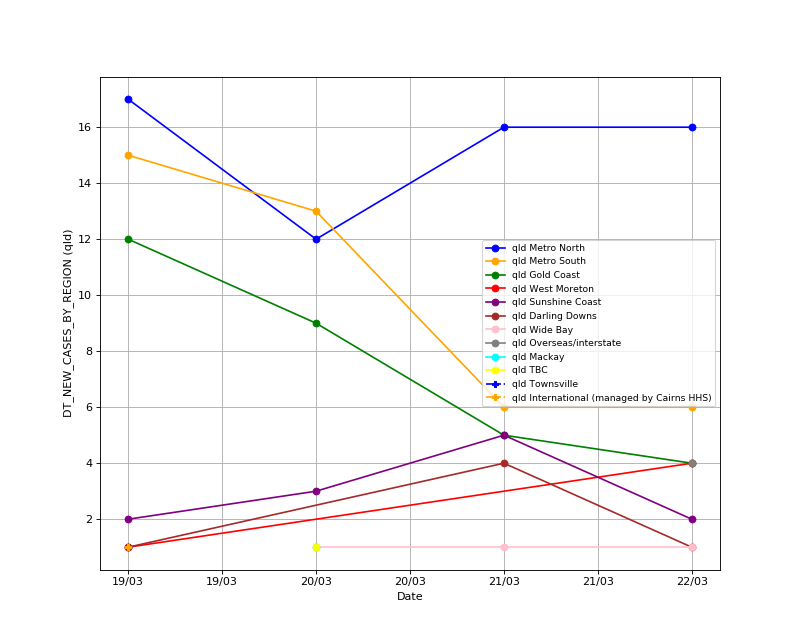 16
14
12
10
8
6
4
2
DT_NEW_CASES_BY_REGION (qld)
qld Metro North
qld Metro South
qld Gold Coast
qld West Moreton
qld Sunshine Coast
qld Darling Downs
qld Wide Bay
qld Overseas/interstate
qld Mackay
qld TBC
qld Townsville
qld International (managed by Cairns HHS)
19/03 19/03 20/03 20/03 21/03 21/03 22/03
Date